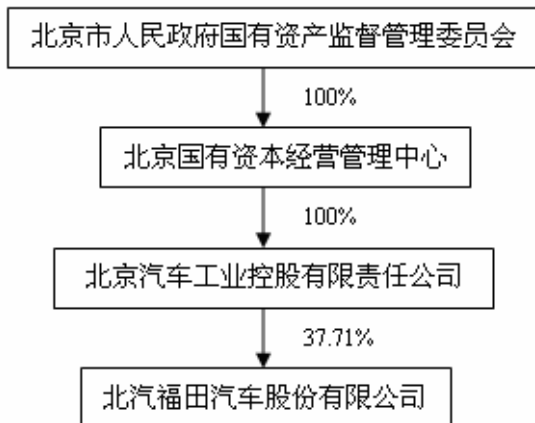 北京市人民政府国有资产监督管理委员会
100%
北京国有资本经营管理中心
100%
北京汽车工业控股有限责任公司
37.71%
北汽福田汽车股份有限公司